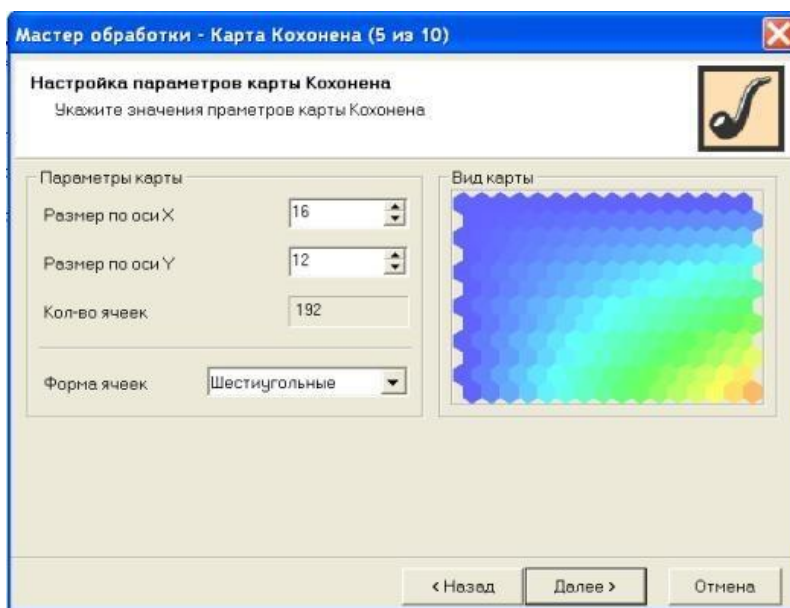 Мастер обработки - Карта Кохонена (5 из 10)
Настройка параметров карты Кохонена
Укажите значения праметров карты Кохонена
Параметры карты
Размер по оси X
16
Размер по оси Y
12
Кол-во ячеек
192
Форма ячеек
Шестиугольные
Вид карты
< Назад
Далее >
Отмена